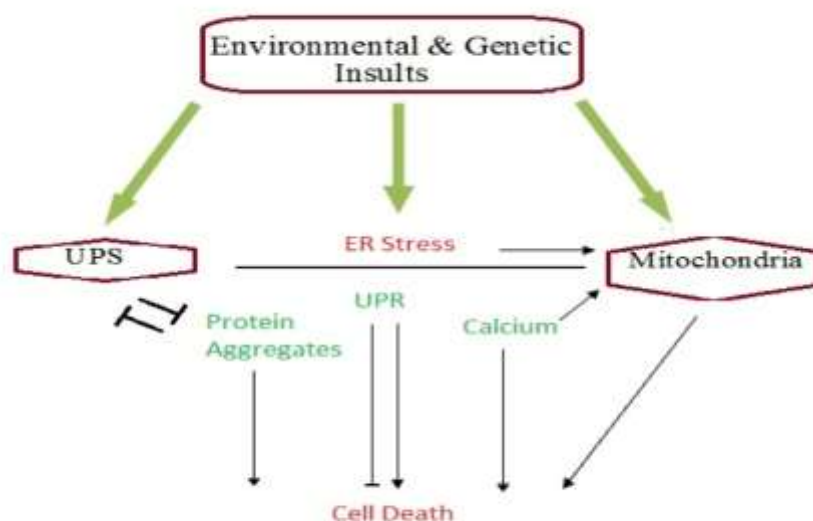 Environmental & Genetic
Insults
UPS
ER Stress
Mitochondria
UPR
Protein
Aggregates
Calcium
Cell Death